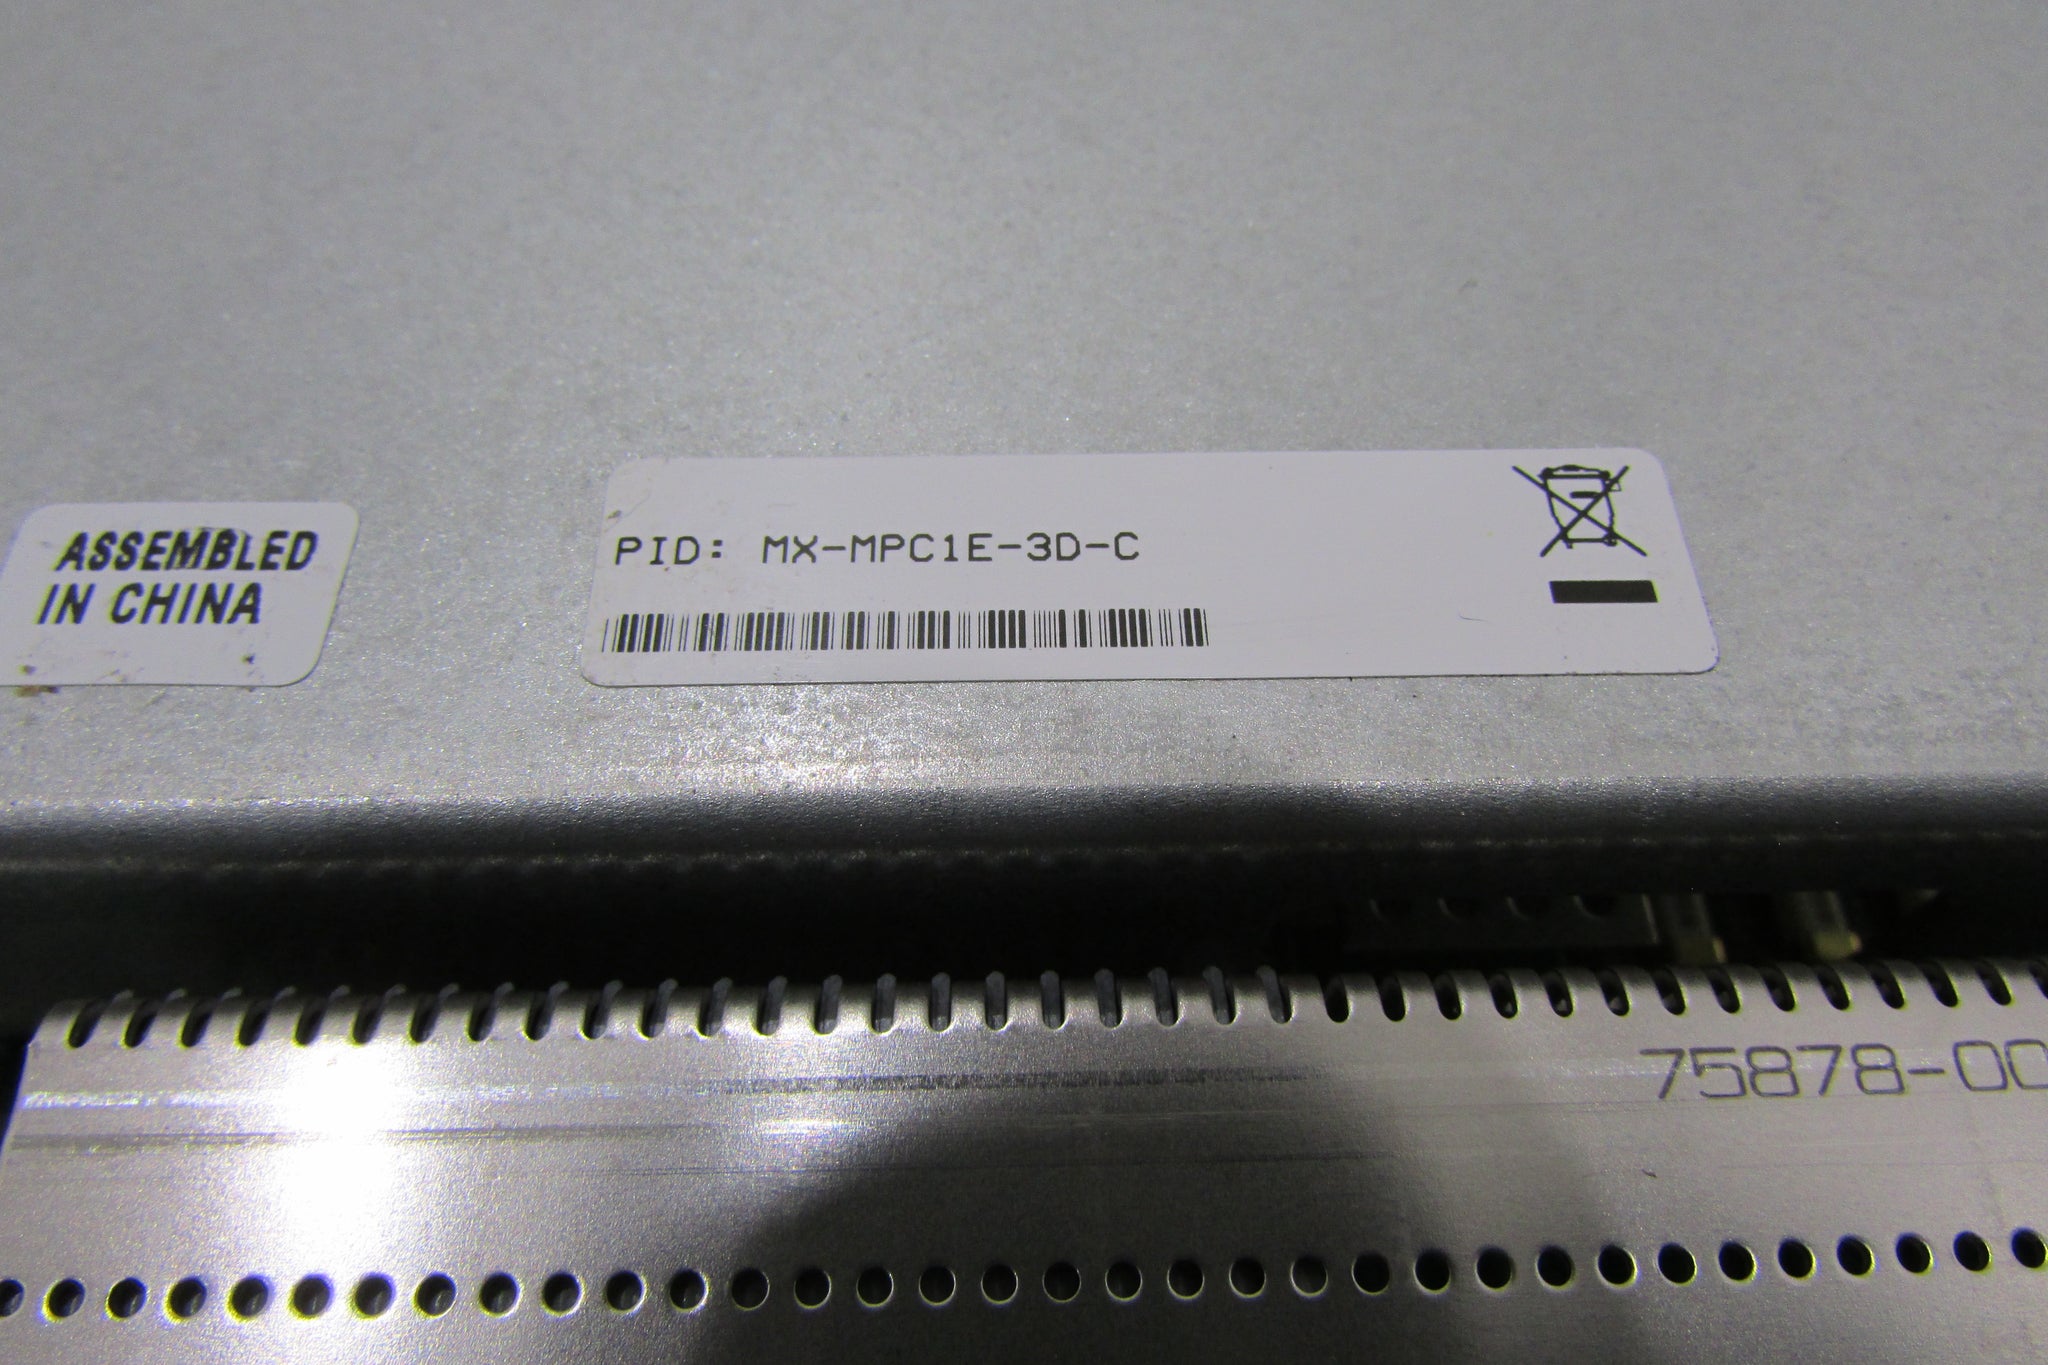 ASSEMBLED
IN CHINA
PID: MX-MPC1E-3D-C
75878-00